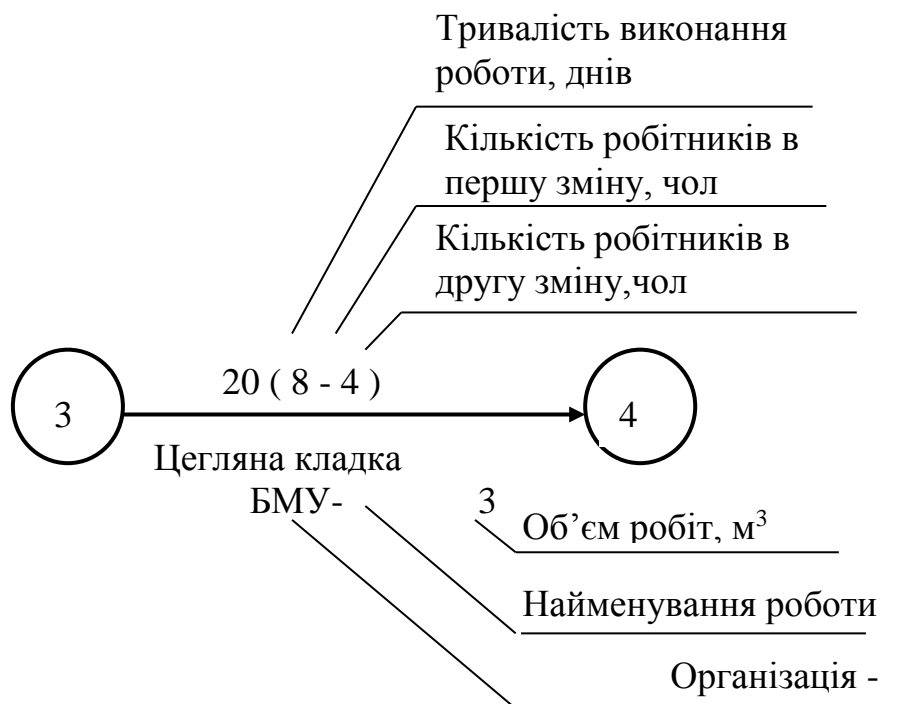 Тривалість виконання
роботи, днів
Кількість робітників в
першу зміну, чол
Кількість робітників в
другу зміну,чол
20 ( 8 - 4 )
3
4
Цегляна кладка
БМУ-
3
Об’єм робіт, м³
Найменування роботи
Організація -